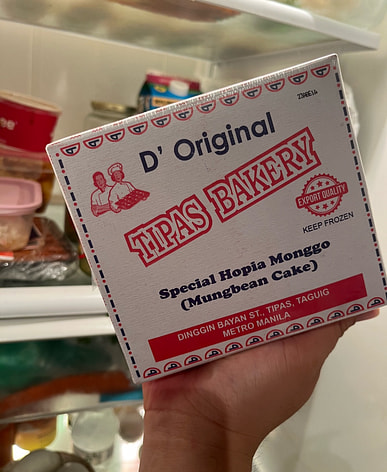 D' Original
TIPAS BAKERY
EXPORT QUALITY
KEEP FROZEN
Special Hopia Monggo
(Mungbean Cake)
DINGGIN BAYAN ST., TIPAS, TAGUIG
METRO MANILA